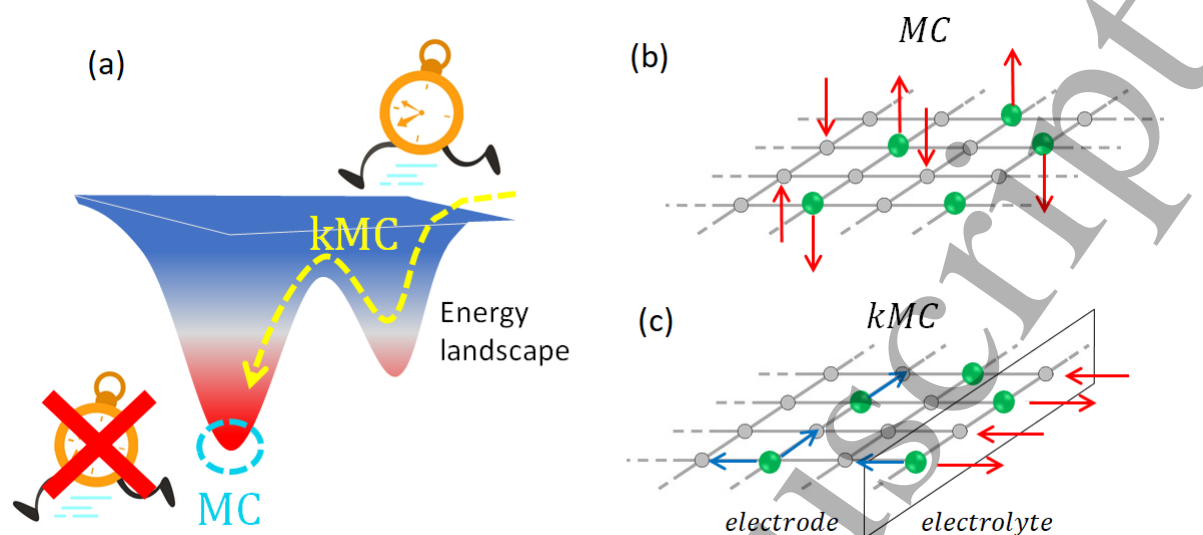 (a)
kMC
Energy
landscape
MC
(b)
MC
(c)
kMC
electrode
electrolyte